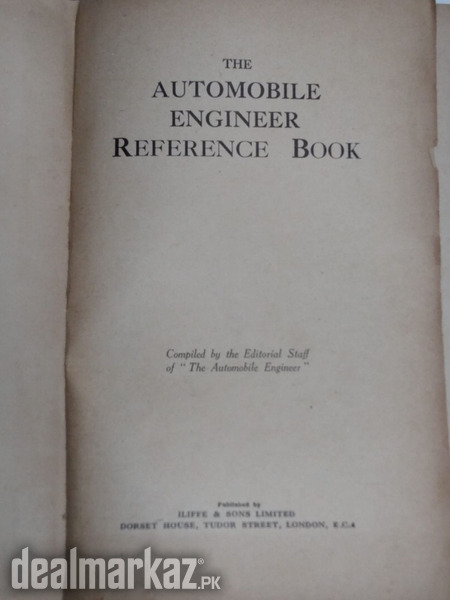 THE
AUTOMOBILE
ENGINEER
REFERENCE BOOK
Compiled by the Editorial Staff
of "The Automobile Engineer"
Published by
ILIFFE & SONS LIMITED
DORSET HOUSE, TUDOR STREET, LONDON, E.C.4
dealmarkaz.PK